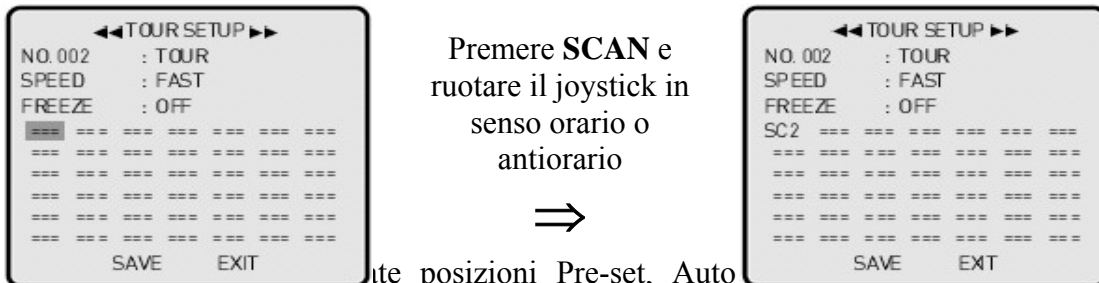 ◄◄TOUR SETUP ►►
NO. 002 : TOUR
SPEED : FAST
FREEZE : OFF
=== === === === === === ===
=== === === === === === ===
=== === === === === === ===
=== === === === === === ===
=== === === === === === ===
=== === === === === === ===
SAVE EXIT
Premere SCAN e
ruotare il joystick in
senso orario o
antiorario
⇒
◄◄TOUR SETUP ►►
NO. 002 : TOUR
SPEED : FAST
FREEZE : OFF
SC2 === === === === === ===
=== === === === === === ===
=== === === === === === ===
=== === === === === === ===
=== === === === === === ===
=== === === === === === ===
SAVE EXIT
posizioni Pre-set, Auto